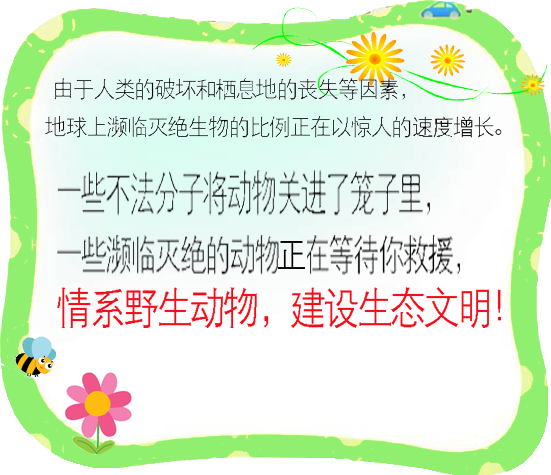 由于人类的破坏和栖息地的丧失等因素，
地球上濒临灭绝生物的比例正在以惊人的速度增长。
一些不法分子将动物关进了笼子里，
一些濒临灭绝的动物正在等待你救援，
情系野生动物，建设生态文明！